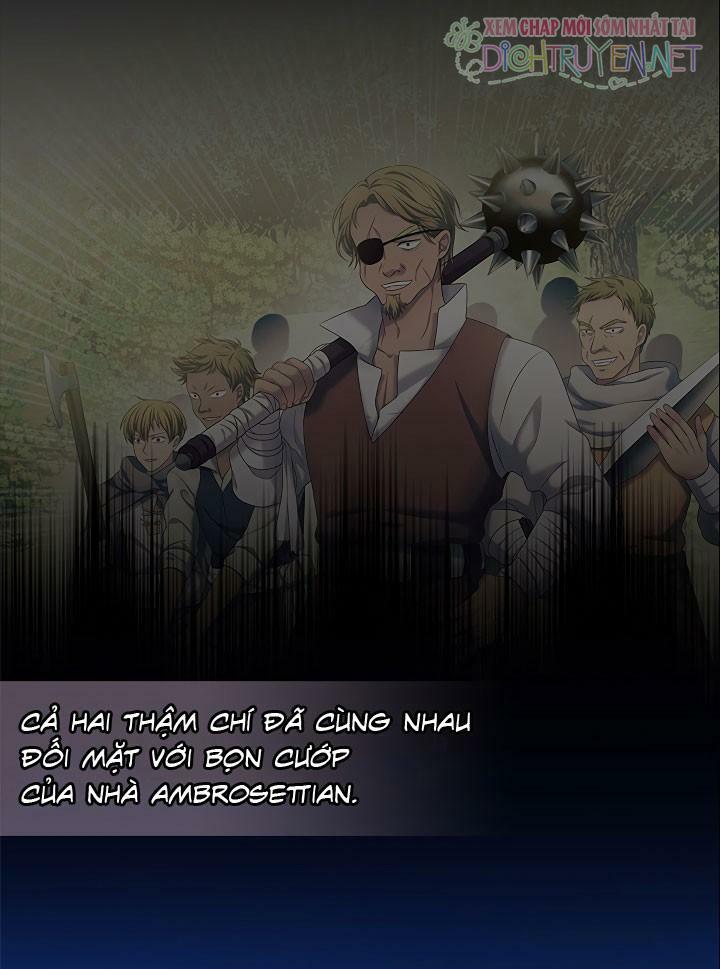 XEM CHAP MỚI SỚM NHẤT TẠI
DICHTRUYEN.NET
CẢ HAI THẬM CHÍ ĐÃ CÙNG NHAU
ĐỐI MẶT VỚI BỌN CƯỚP
CỦA NHÀ AMBROSETTIAN.